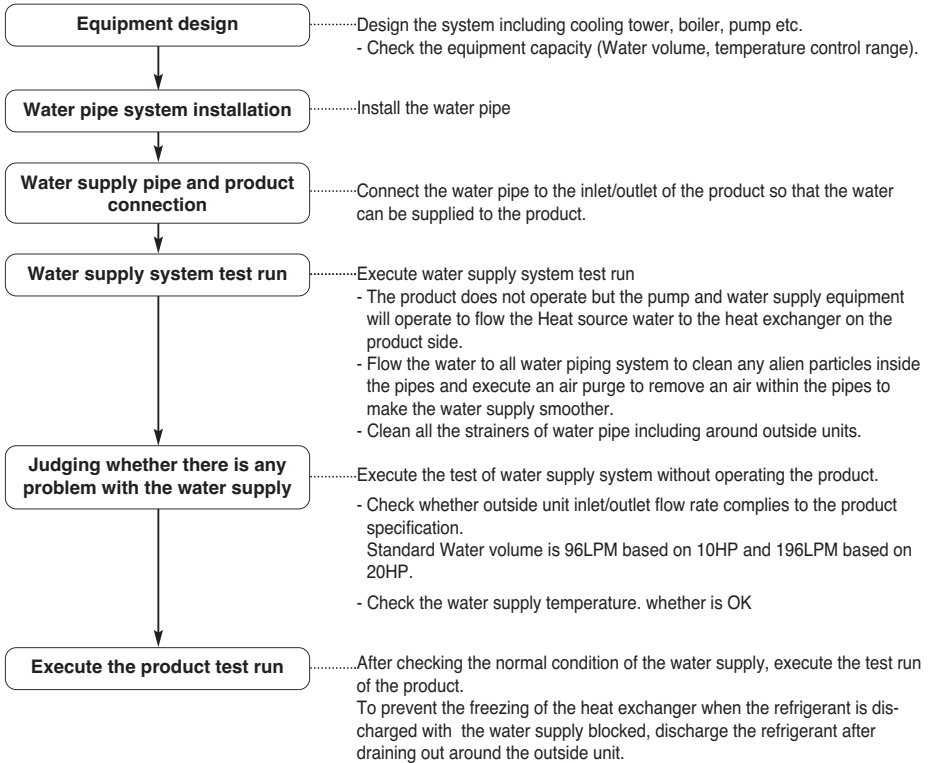 Equipment design
Design the system including cooling tower, boiler, pump etc.
- Check the equipment capacity (Water volume, temperature control range).
Water pipe system installation
Install the water pipe
Water supply pipe and product
connection
Connect the water pipe to the inlet/outlet of the product so that the water
can be supplied to the product.
Water supply system test run
Execute water supply system test run
- The product does not operate but the pump and water supply equipment
will operate to flow the Heat source water to the heat exchanger on the
product side.
- Flow the water to all water piping system to clean any alien particles inside
the pipes and execute an air purge to remove an air within the pipes to
make the water supply smoother.
- Clean all the strainers of water pipe including around outside units.
Judging whether there is any
problem with the water supply
Execute the test of water supply system without operating the product.
- Check whether outside unit inlet/outlet flow rate complies to the product
specification.
Standard Water volume is 96LPM based on 10HP and 196LPM based on
20HP.
- Check the water supply temperature. whether is OK
Execute the product test run
After checking the normal condition of the water supply, execute the test run
of the product.
To prevent the freezing of the heat exchanger when the refrigerant is dis-
charged with the water supply blocked, discharge the refrigerant after
draining out around the outside unit.